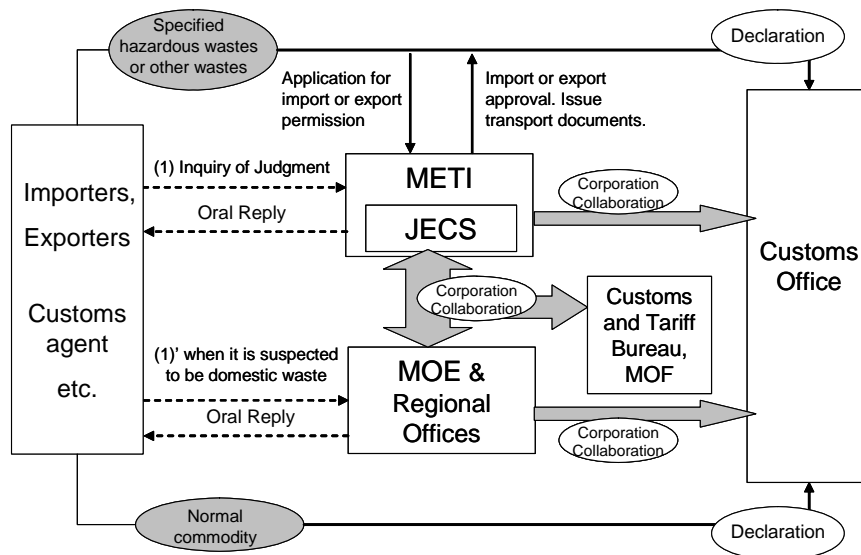 Specified
hazardous wastes
or other wastes
Declaration
Application for
import or export
permission
Import or export
approval. Issue
transport documents.
Importers,
Exporters
Customs
agent
etc.
(1) Inquiry of Judgment
Oral Reply
METI
JECS
Corporation
Collaboration
Customs
Office
Corporation
Collaboration
Customs
and Tariff
Bureau,
MOF
(1)' when it is suspected
to be domestic waste
Oral Reply
MOE &
Regional
Offices
Corporation
Collaboration
Normal
commodity
Declaration